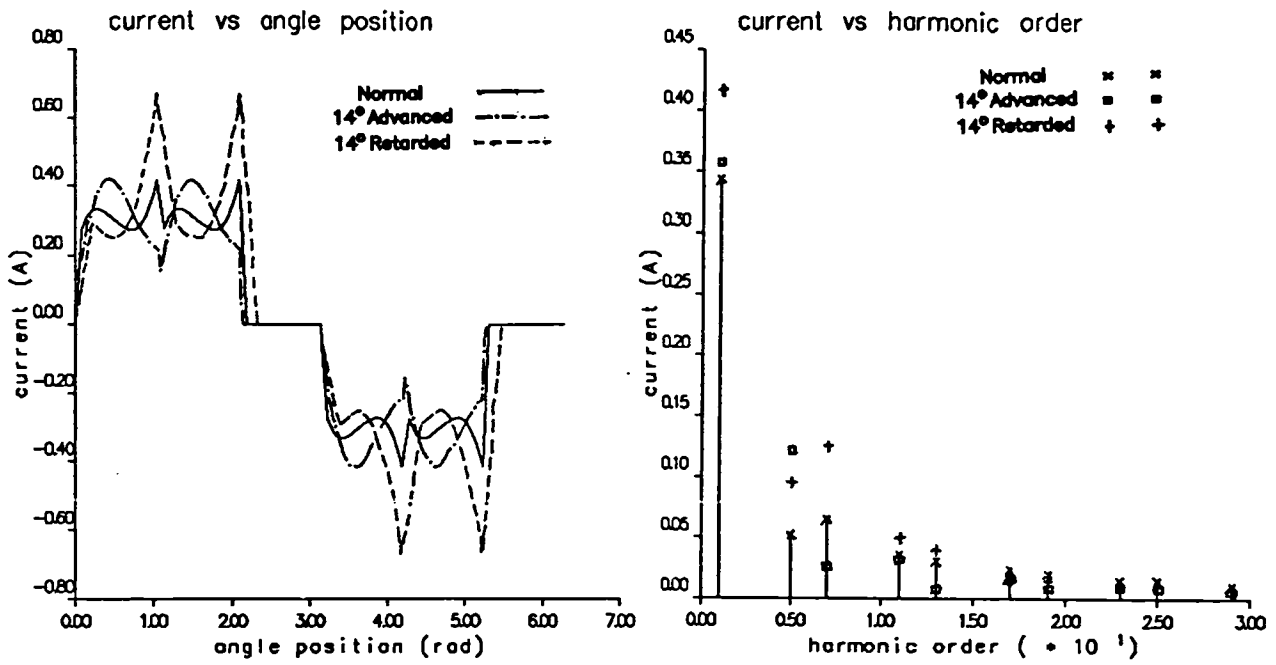 current vs angle position
0.80
0.60
0.40
0.20
0.00
-0.20
-0.40
-0.60
-0.80
current (A)
Normal
14° Advanced
14° Retarded
0.00 1.00 2.00 3.00 4.00 5.00 6.00 7.00
angle position (rad)
current vs harmonic order
0.45
0.40
0.35
0.30
0.25
0.20
0.15
0.10
0.05
0.00
current (A)
Normal
14° Advanced
14° Retarded
0.00 0.50 1.00 1.50 2.00 2.50 3.00
harmonic order ( * 10 ¹)